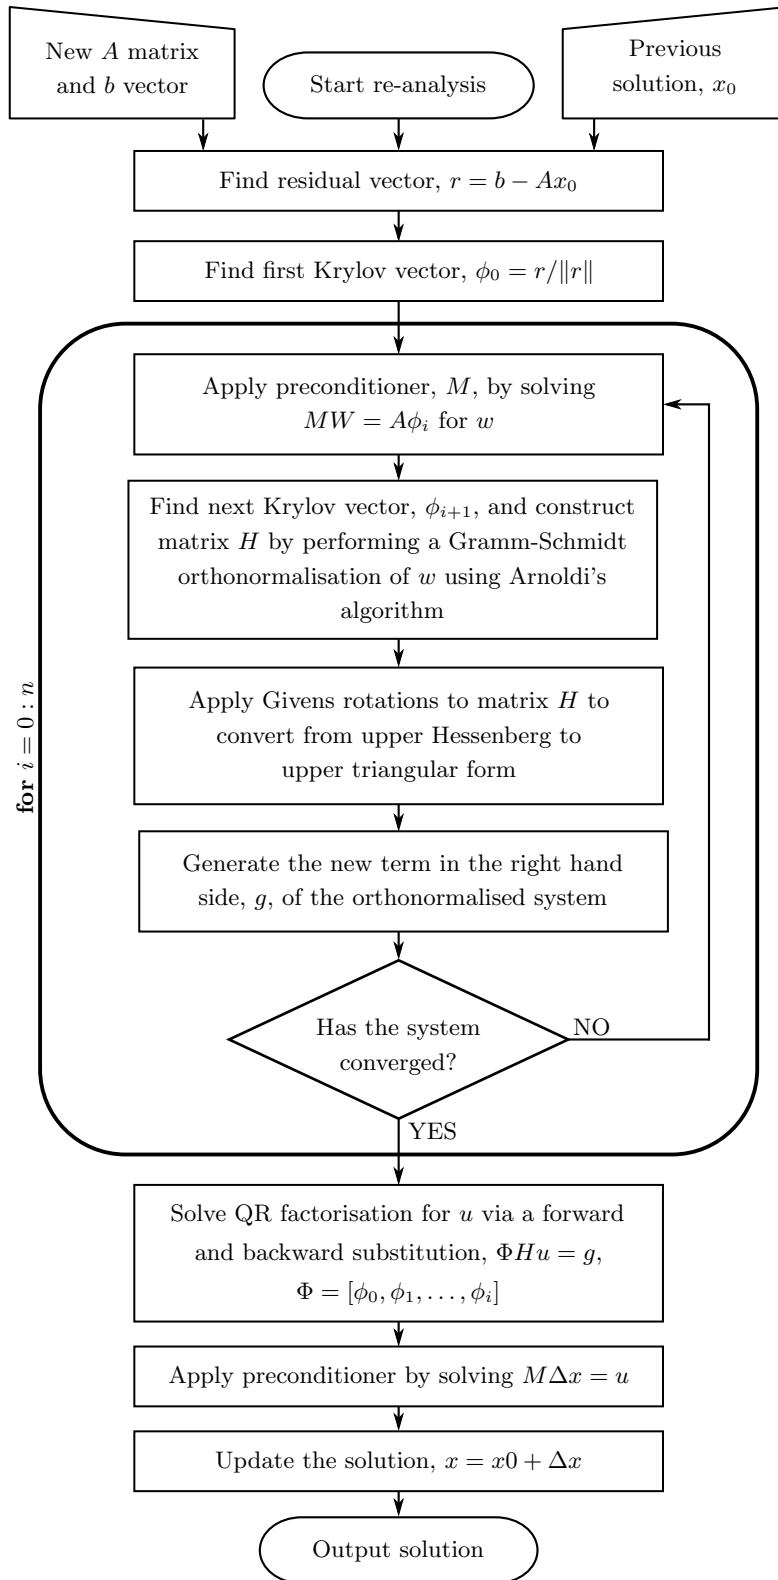 New A matrix
and b vector
Start re-analysis
Previous
solution, x₀
Find residual vector, r = b − Ax₀
Find first Krylov vector, ϕ₀ = r/‖r‖
for i = 0 : n
Apply preconditioner, M, by solving
MW = Aϕᵢ for w
Find next Krylov vector, ϕᵢ₊₁, and construct
matrix H by performing a Gramm-Schmidt
orthonormalisation of w using Arnoldi's
algorithm
Apply Givens rotations to matrix H to
convert from upper Hessenberg to
upper triangular form
Generate the new term in the right hand
side, g, of the orthonormalised system
Has the system
converged?
NO
YES
Solve QR factorisation for u via a forward
and backward substitution, ΦHu = g,
Φ = [ϕ₀, ϕ₁, . . . , ϕᵢ]
Apply preconditioner by solving MΔx = u
Update the solution, x = x0 + Δx
Output solution